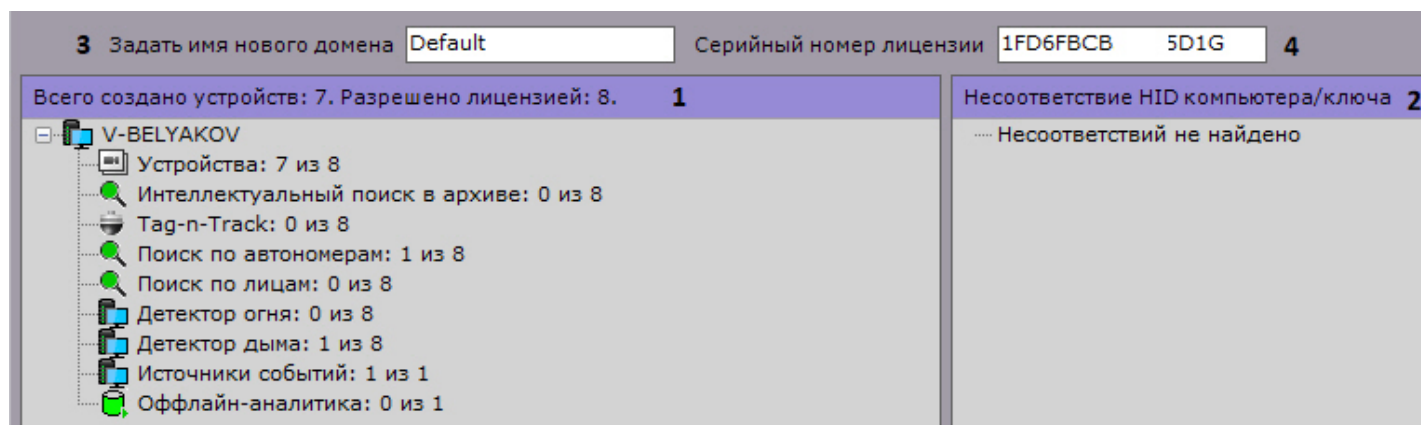 3 Задать имя нового домена Default Серийный номер лицензии 1FD6FBCB 5D1G 4
Всего создано устройств: 7. Разрешено лицензией: 8. 1
Несоответствие HID компьютера/ключа 2
V-BELYAKOV
Устройства: 7 из 8
Интеллектуальный поиск в архиве: 0 из 8
Tag-n-Track: 0 из 8
Поиск по автономерам: 1 из 8
Поиск по лицам: 0 из 8
Детектор огня: 0 из 8
Детектор дыма: 1 из 8
Источники событий: 1 из 1
Оффлайн-аналитика: 0 из 1
Несоответствий не найдено